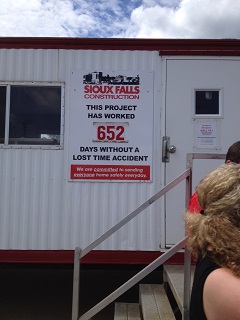 SIOUX FALLS
CONSTRUCTION
THIS PROJECT
HAS WORKED
652
DAYS WITHOUT A
LOST TIME ACCIDENT
We are committed to sending
everyone home safely everyday.